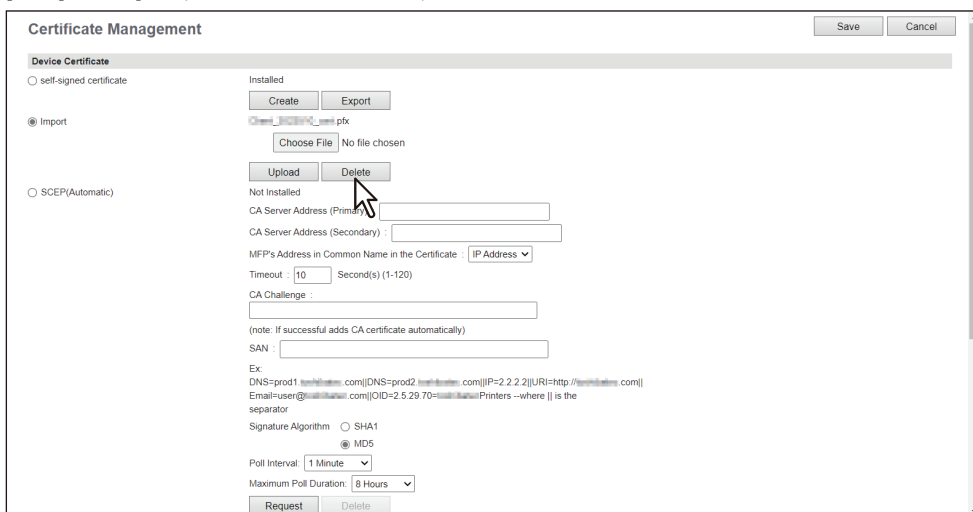 Certificate Management
Save Cancel
Device Certificate
self-signed certificate Installed
Create Export
Import .pfx
Choose File No file chosen
Upload Delete
SCEP(Automatic) Not Installed
CA Server Address (Primary)
CA Server Address (Secondary) :
MFP's Address in Common Name in the Certificate : IP Address
Timeout : 10 Second(s) (1-120)
CA Challenge :
(note: If successful adds CA certificate automatically)
SAN :
Ex:
DNS=prod1. .com||DNS=prod2. .com||IP=2.2.2.2||URI=http:// .com||
Email=user@ .com||OID=2.5.29.70= Printers --where || is the
separator
Signature Algorithm SHA1
MD5
Poll Interval: 1 Minute
Maximum Poll Duration: 8 Hours
Request Delete